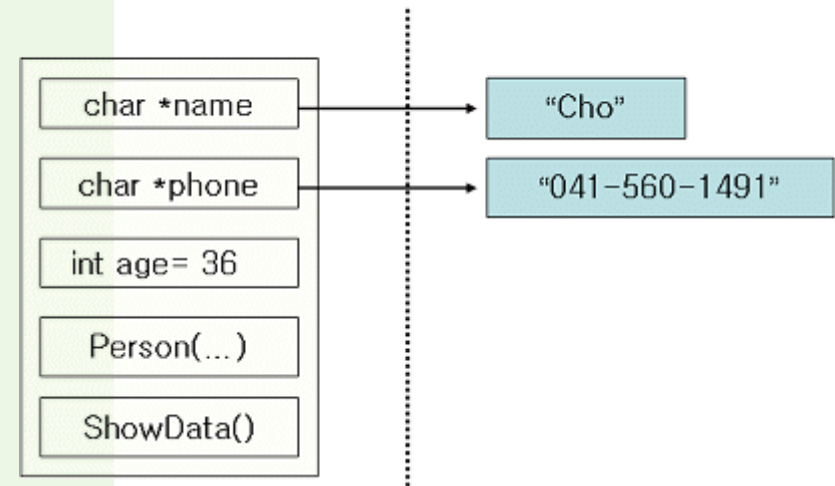 char *name
"Cho"
char *phone
"041-560-1491"
int age= 36
Person(...)
ShowData()